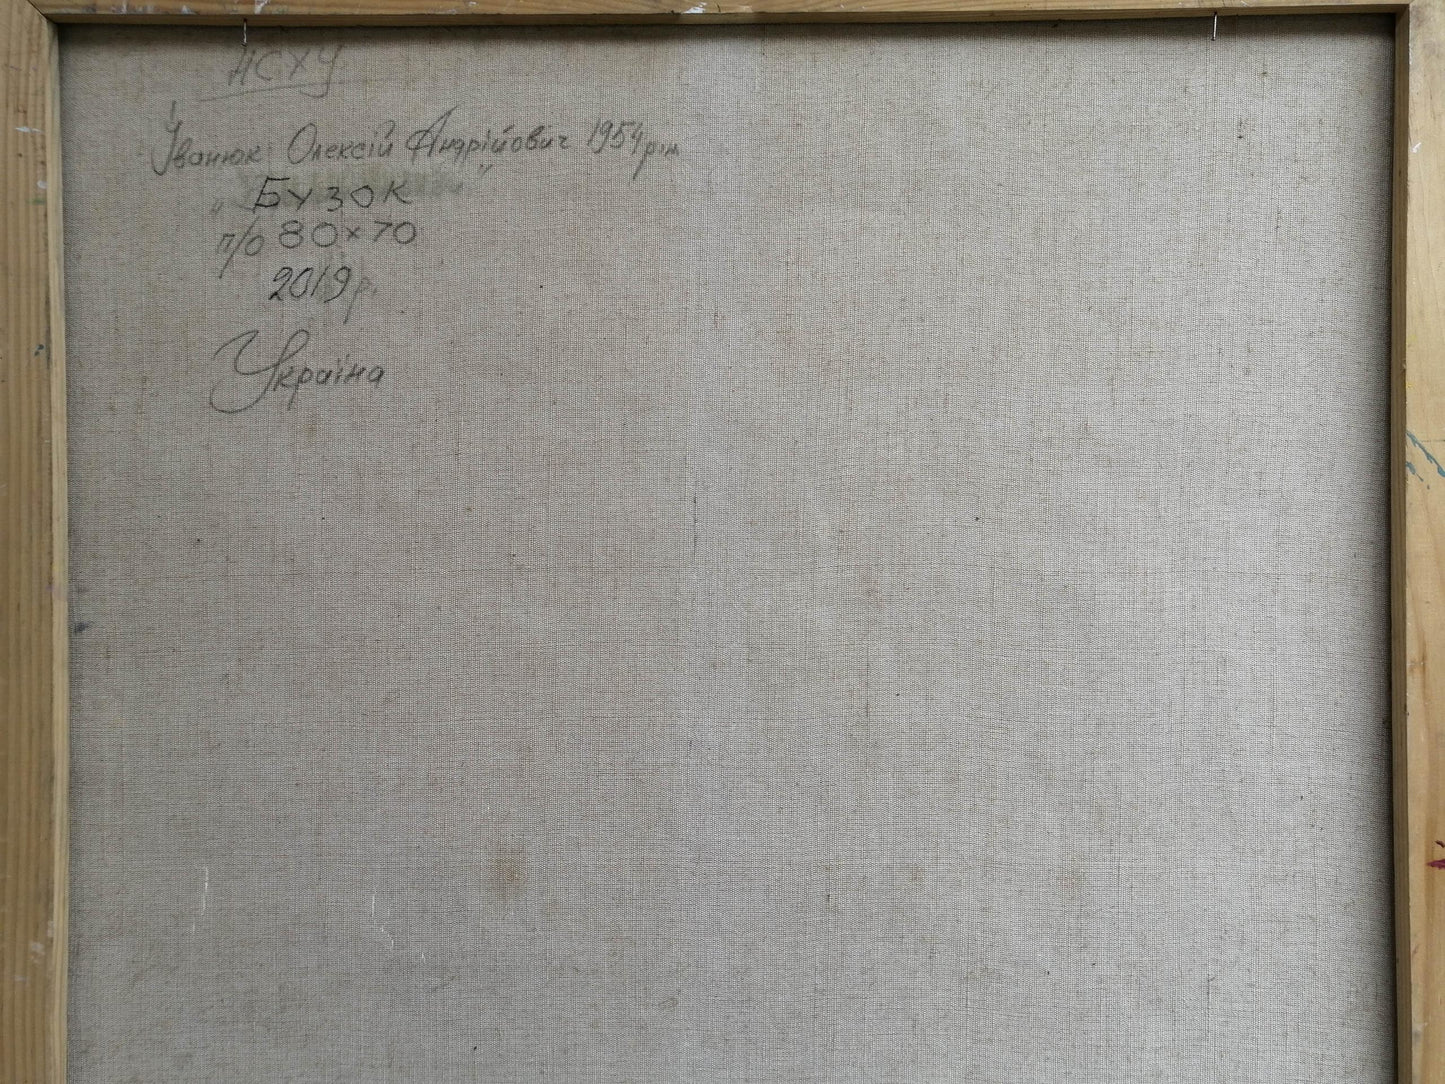 НСХУ
Іванюк Олексій Андрійович 1954 р.н.
„ Бузок "
п/о 80×70
2019 р.
Україна